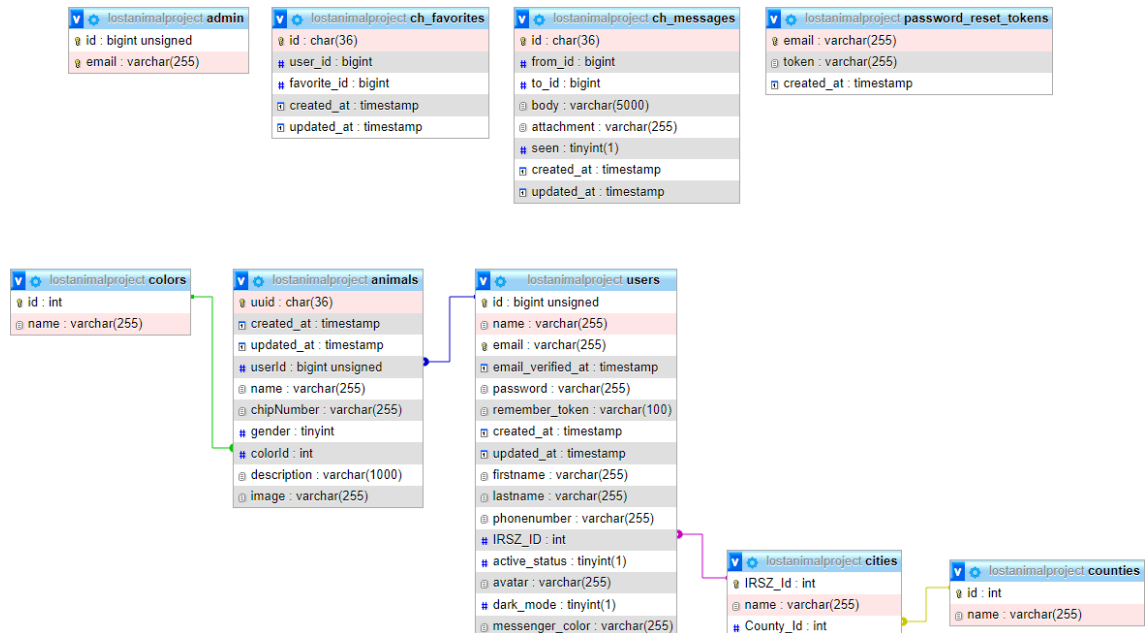 lostanimalproject admin
id : bigint unsigned
email : varchar(255)
lostanimalproject ch_favorites
id : char(36)
user_id : bigint
favorite_id : bigint
created_at : timestamp
updated_at : timestamp
lostanimalproject ch_messages
id : char(36)
from_id : bigint
to_id : bigint
body : varchar(5000)
attachment : varchar(255)
seen : tinyint(1)
created_at : timestamp
updated_at : timestamp
lostanimalproject password_reset_tokens
email : varchar(255)
token : varchar(255)
created_at : timestamp
lostanimalproject colors
id : int
name : varchar(255)
lostanimalproject animals
uuid : char(36)
created_at : timestamp
updated_at : timestamp
userId : bigint unsigned
name : varchar(255)
chipNumber : varchar(255)
gender : tinyint
colorId : int
description : varchar(1000)
image : varchar(255)
lostanimalproject users
id : bigint unsigned
name : varchar(255)
email : varchar(255)
email_verified_at : timestamp
password : varchar(255)
remember_token : varchar(100)
created_at : timestamp
updated_at : timestamp
firstname : varchar(255)
lastname : varchar(255)
phonenumber : varchar(255)
IRSZ_ID : int
active_status : tinyint(1)
avatar : varchar(255)
dark_mode : tinyint(1)
messenger_color : varchar(255)
lostanimalproject cities
IRSZ_Id : int
name : varchar(255)
County_Id : int
lostanimalproject counties
id : int
name : varchar(255)